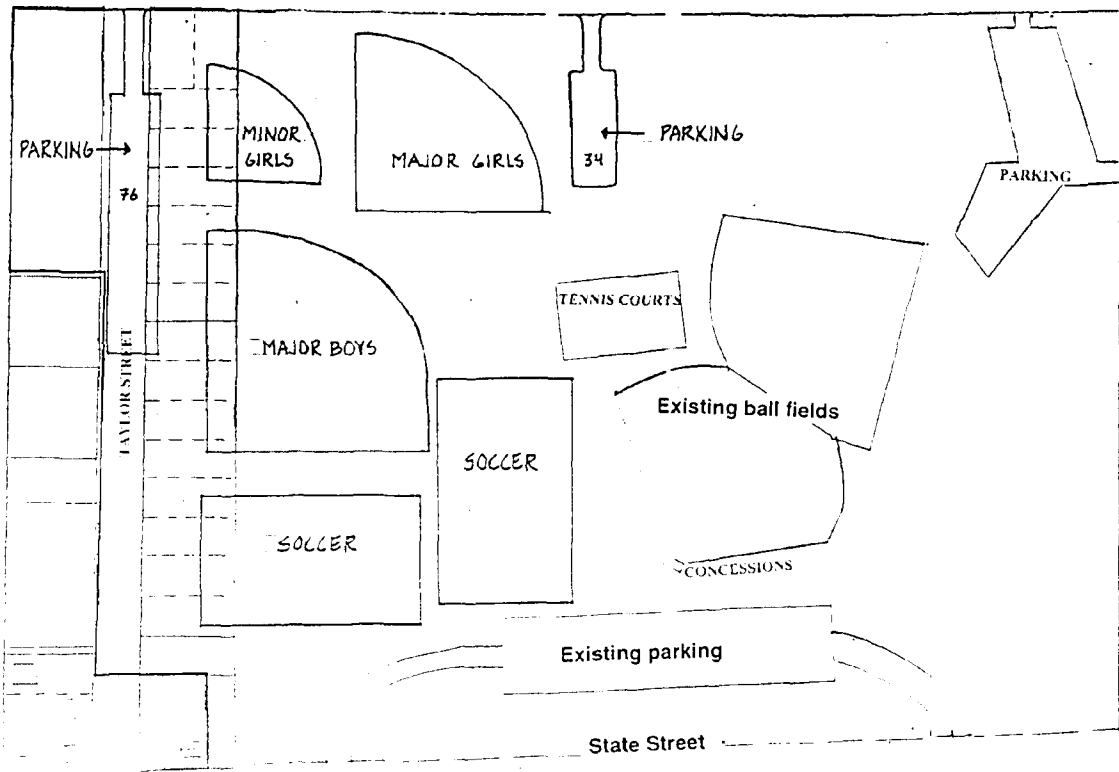 PARKING
76
MINOR
GIRLS
MAJOR GIRLS
34
PARKING
PARKING
TENNIS COURTS
MAJOR BOYS
TAYLOR STREET
Existing ball fields
SOCCER
SOCCER
CONCESSIONS
Existing parking
State Street